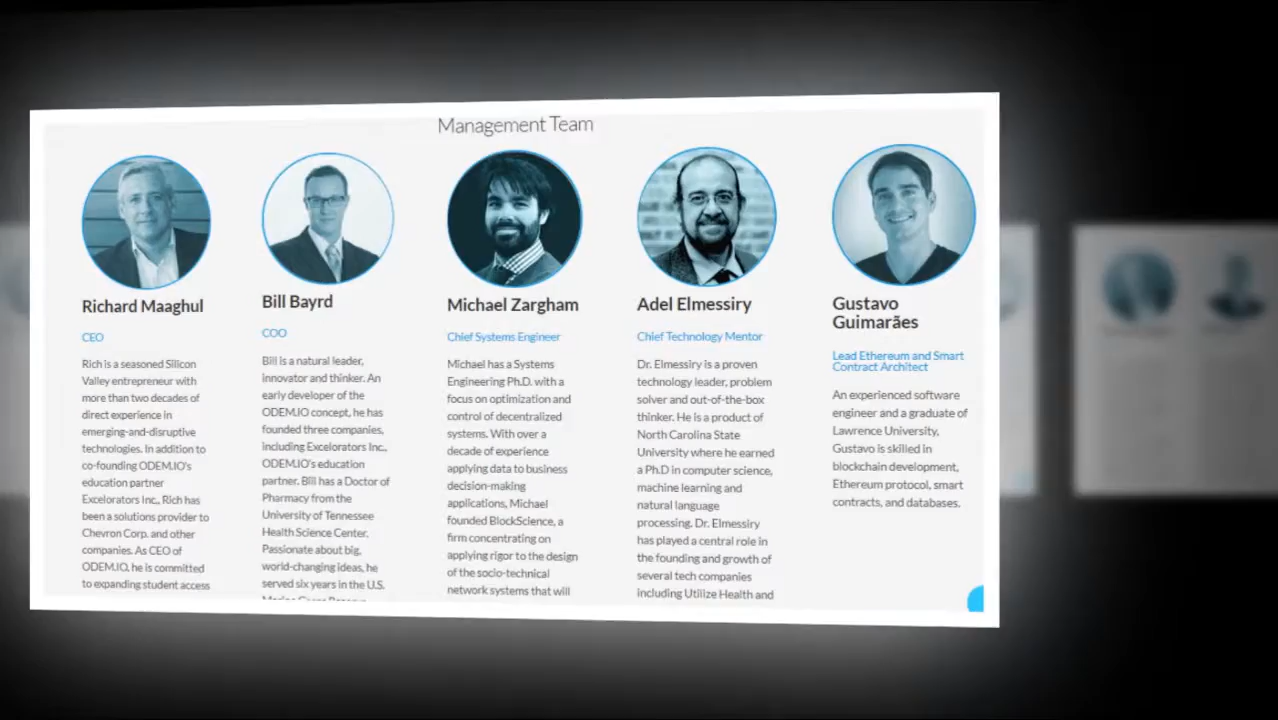 Management Team
Richard Maaghul
CEO
Rich is a seasoned Silicon
Valley entrepreneur with
more than two decades of
direct experience in
emerging-and-disruptive
technologies. In addition to
co-founding ODEM.IO's
education partner
Excelorators Inc., Rich has
been a solutions provider to
Chevron Corp. and other
companies. As CEO of
ODEM.IO, he is committed
to expanding student access
Bill Bayrd
COO
Bill is a natural leader,
innovator and thinker. An
early developer of the
ODEM.IO concept, he has
founded three companies,
including Excelorators Inc.,
ODEM.IO's education
partner. Bill has a Doctor of
Pharmacy from the
University of Tennessee
Health Science Center.
Passionate about big,
world-changing ideas, he
served six years in the U.S.
Michael Zargham
Chief Systems Engineer
Michael has a Systems
Engineering Ph.D. with a
focus on optimization and
control of decentralized
systems. With over a
decade of experience
applying data to business
decision-making
applications, Michael
founded BlockScience, a
firm concentrating on
applying rigor to the design
of the socio-technical
network systems that will
Adel Elmessiry
Chief Technology Mentor
Dr. Elmessiry is a proven
technology leader, problem
solver and out-of-the-box
thinker. He is a product of
North Carolina State
University where he earned
a Ph.D in computer science,
machine learning and
natural language
processing. Dr. Elmessiry
has played a central role in
the founding and growth of
several tech companies
including Utilize Health and
Gustavo
Guimarães
Lead Ethereum and Smart
Contract Architect
An experienced software
engineer and a graduate of
Lawrence University,
Gustavo is skilled in
blockchain development,
Ethereum protocol, smart
contracts, and databases.